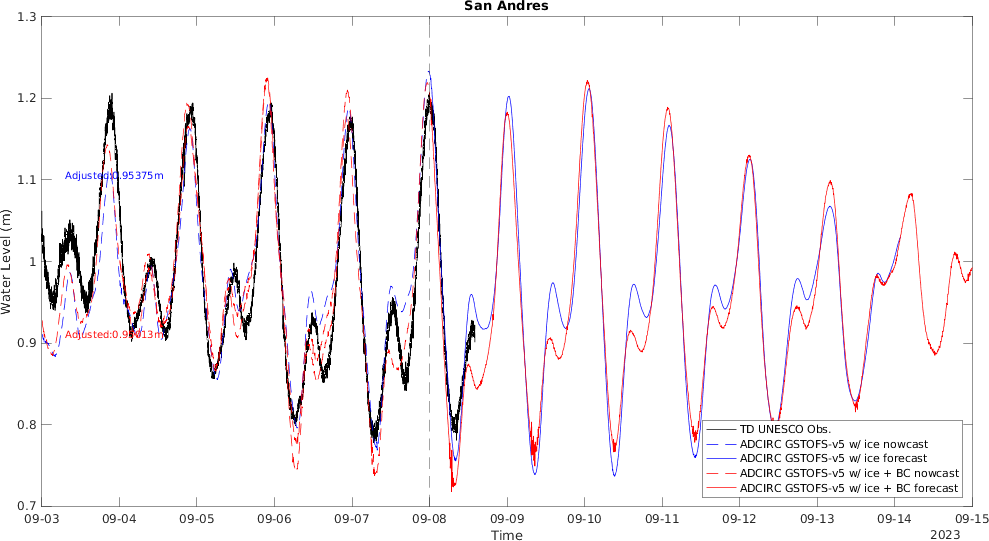 San Andres
1.3
1.2
1.1
1
0.9
0.8
0.7
Water Level (m)
Adjusted:0.95375m
09-03 09-04 09-05 09-06 09-07 09-08 09-09 09-10 09-11 09-12 09-13 09-14 09-15
Time
2023
TD UNESCO Obs.
ADCIRC GSTOFS-v5 w/ ice nowcast
ADCIRC GSTOFS-v5 w/ ice forecast
ADCIRC GSTOFS-v5 w/ ice + BC nowcast
ADCIRC GSTOFS-v5 w/ ice + BC forecast